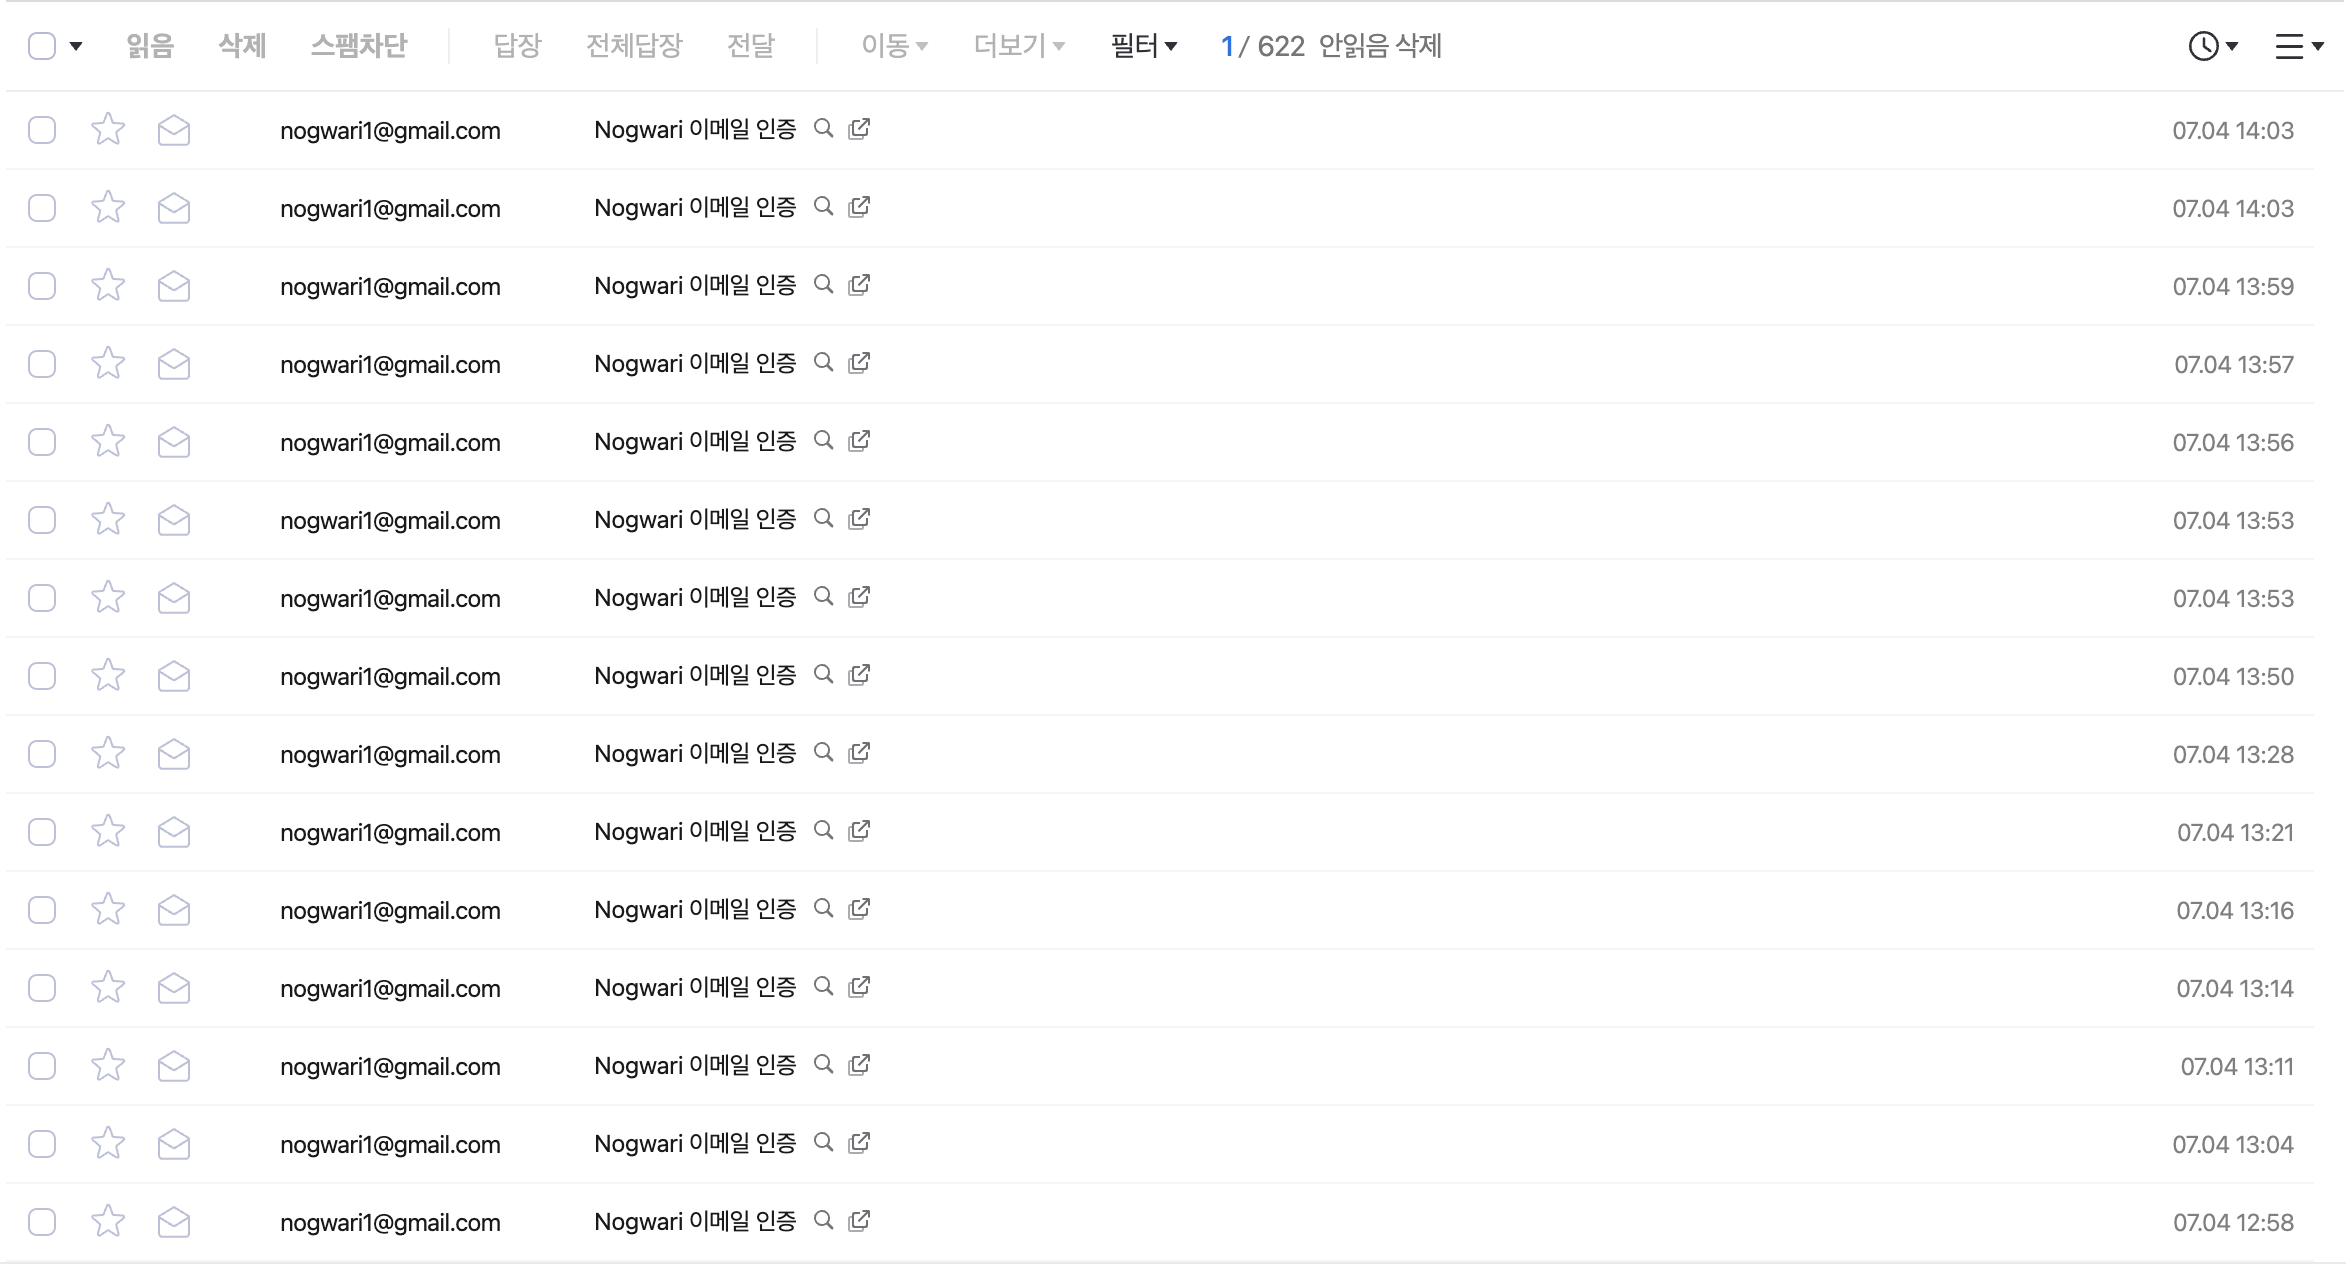 읽음 삭제 스팸차단 답장 전체답장 전달 이동 더보기 필터 1 / 622 안읽음 삭제
nogwari1@gmail.com Nogwari 이메일 인증 07.04 14:03
nogwari1@gmail.com Nogwari 이메일 인증 07.04 14:03
nogwari1@gmail.com Nogwari 이메일 인증 07.04 13:59
nogwari1@gmail.com Nogwari 이메일 인증 07.04 13:57
nogwari1@gmail.com Nogwari 이메일 인증 07.04 13:56
nogwari1@gmail.com Nogwari 이메일 인증 07.04 13:53
nogwari1@gmail.com Nogwari 이메일 인증 07.04 13:53
nogwari1@gmail.com Nogwari 이메일 인증 07.04 13:50
nogwari1@gmail.com Nogwari 이메일 인증 07.04 13:28
nogwari1@gmail.com Nogwari 이메일 인증 07.04 13:21
nogwari1@gmail.com Nogwari 이메일 인증 07.04 13:16
nogwari1@gmail.com Nogwari 이메일 인증 07.04 13:14
nogwari1@gmail.com Nogwari 이메일 인증 07.04 13:11
nogwari1@gmail.com Nogwari 이메일 인증 07.04 13:04
nogwari1@gmail.com Nogwari 이메일 인증 07.04 12:58